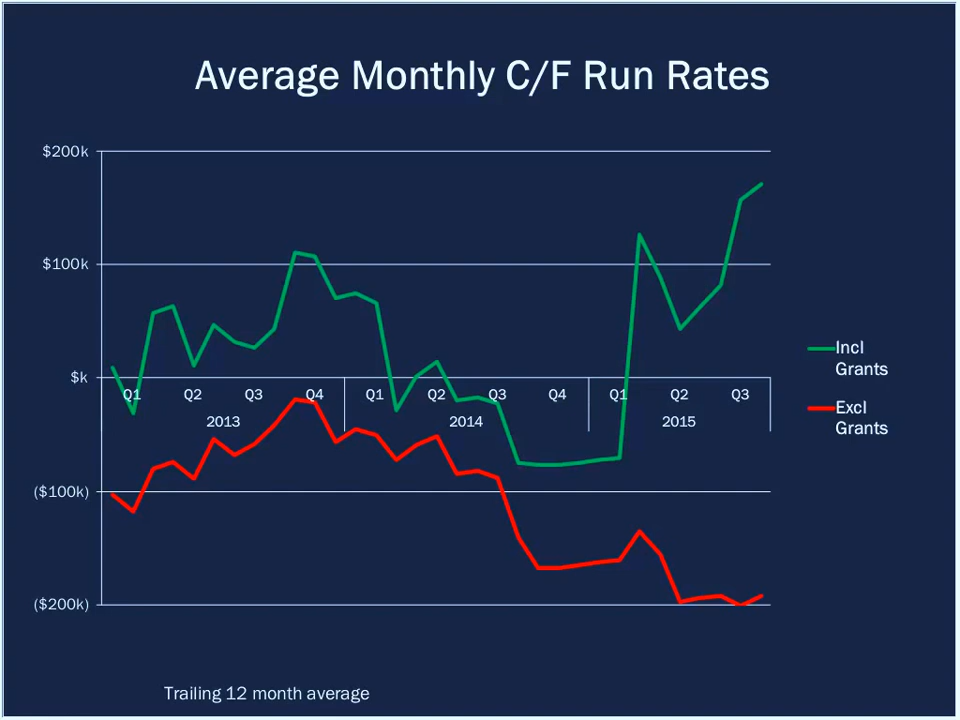 Average Monthly C/F Run Rates
$200k
$100k
$k
($100k)
($200k)
Q1 Q2 Q3 Q4 Q1 Q2 Q3 Q4 Q1 Q2 Q3
2013 2014 2015
Incl
Grants
Excl
Grants
Trailing 12 month average